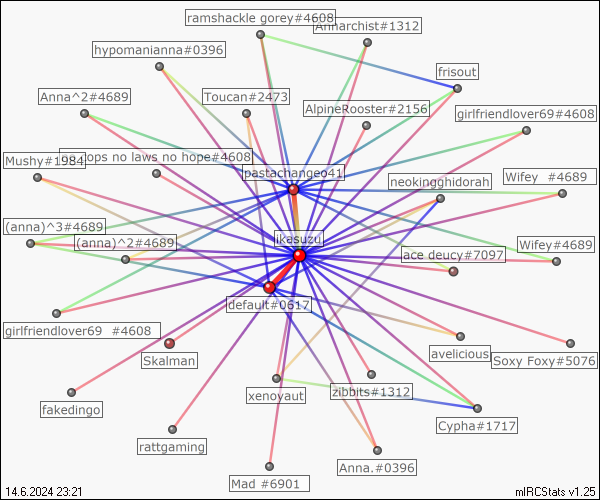 ramshackle gorey#4608
Annarchist#1312
hypomanianna#0396
frisout
Anna^2#4689
Toucan#2473
AlpineRooster#2156
girlfriendlover69#4608
ops no laws no hope#4608
Mushy#1984
pastachangeo41
neokingghidorah
Wifey #4689
(anna)^3#4689
(anna)^2#4689
ikasuzu
ace deucy#7097
Wifey#4689
default#0617
girlfriendlover69 #4608
Skalman
avelicious
Soxy Foxy#5076
fakedingo
xenoyaut
zibbits#1312
Cypha#1717
rattgaming
Anna.#0396
Mad #6901
14.6.2024 23:21
mIRCStats v1.25